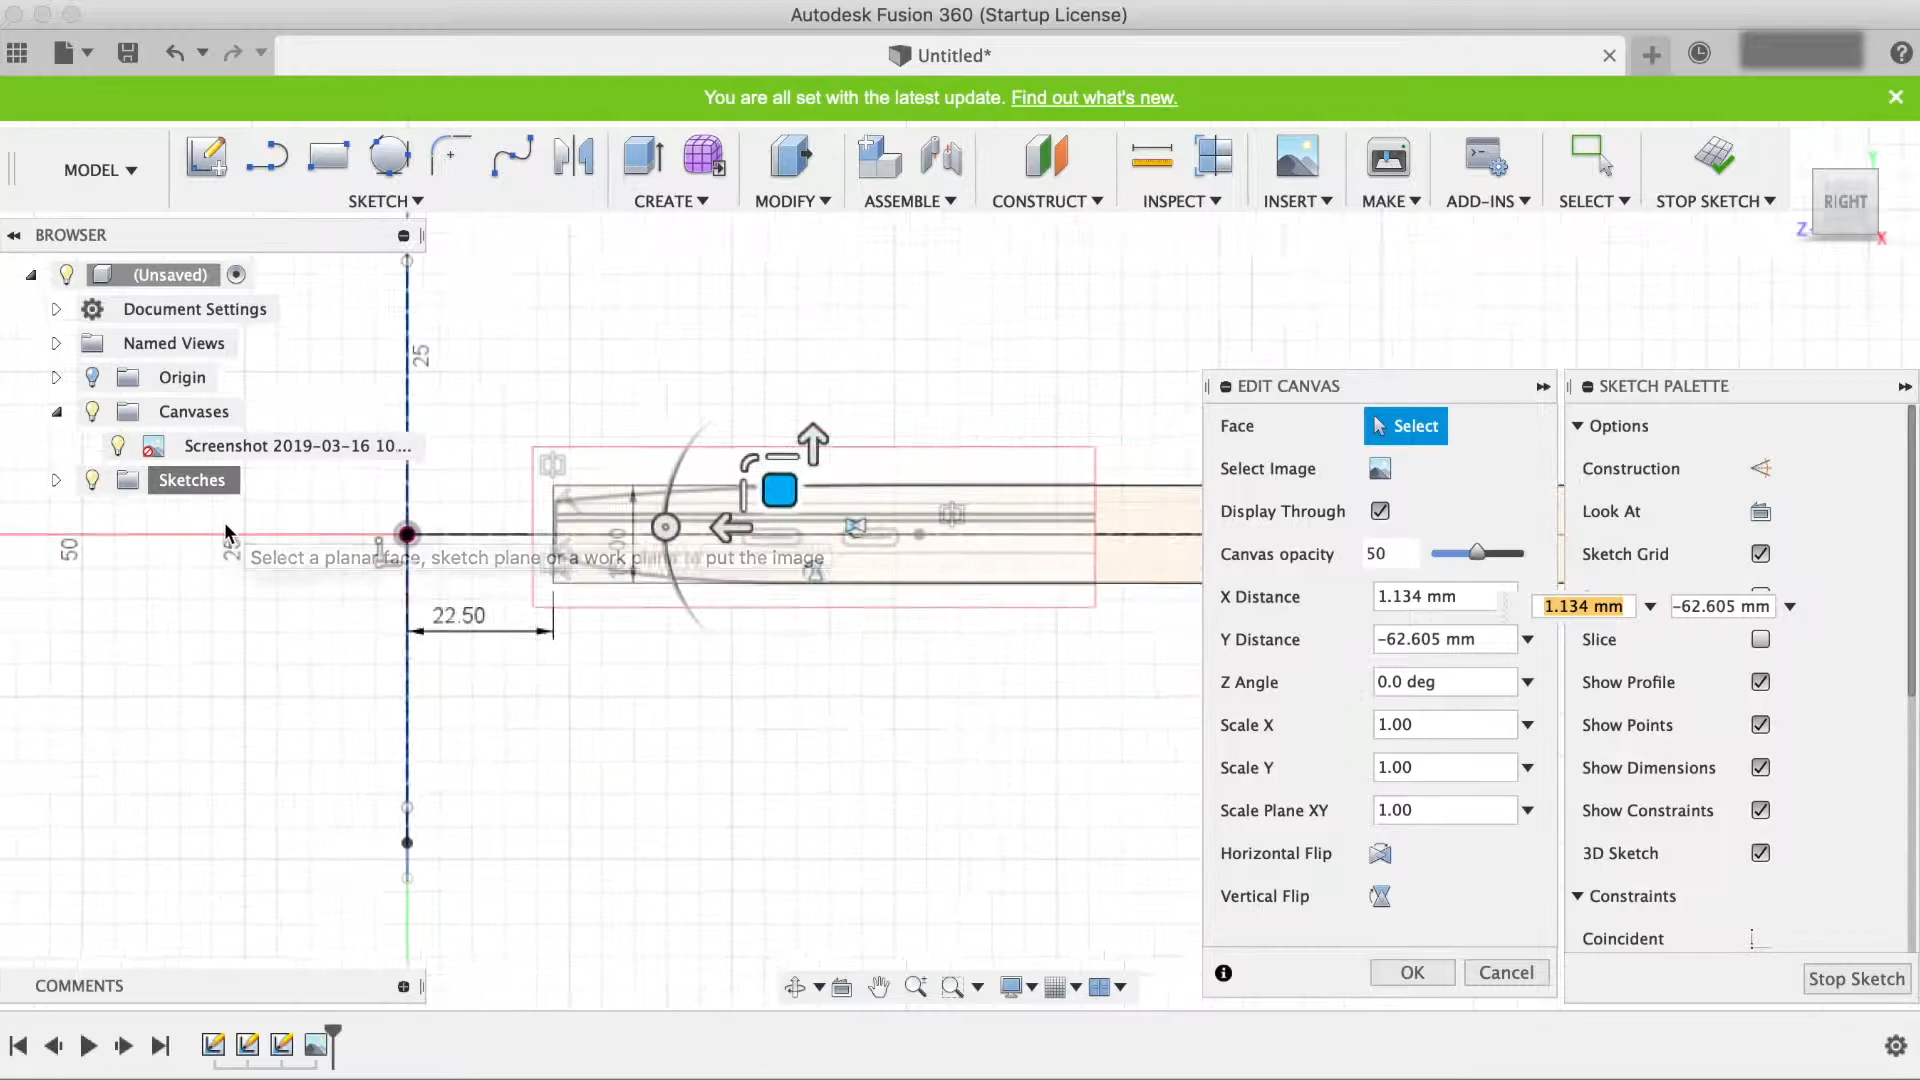 Autodesk Fusion 360 (Startup License)
Untitled*
You are all set with the latest update. Find out what's new.
MODEL
SKETCH
CREATE
MODIFY
ASSEMBLE
CONSTRUCT
INSPECT
INSERT
MAKE
ADD-INS
SELECT
STOP SKETCH
RIGHT
Y
Z
X
BROWSER
(Unsaved)
Document Settings
Named Views
Origin
Canvases
Screenshot 2019-03-16 10....
Sketches
25
50
25
22.50
Select a planar face, sketch plane or a work plane to put the image
EDIT CANVAS
Face
Select
Select Image
Display Through
Canvas opacity
50
X Distance
1.134 mm
Y Distance
-62.605 mm
Z Angle
0.0 deg
Scale X
1.00
Scale Y
1.00
Scale Plane XY
1.00
Horizontal Flip
Vertical Flip
OK
Cancel
1.134 mm
-62.605 mm
SKETCH PALETTE
Options
Construction
Look At
Sketch Grid
Slice
Show Profile
Show Points
Show Dimensions
Show Constraints
3D Sketch
Constraints
Coincident
Stop Sketch
COMMENTS